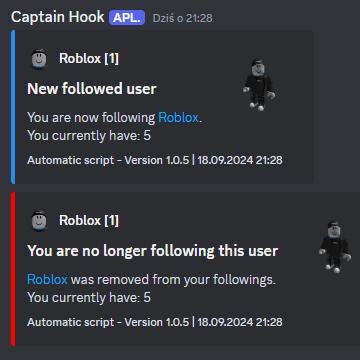 Captain Hook APL. Dziś o 21:28
Roblox [1]
New followed user
You are now following Roblox.
You currently have: 5
Automatic script - Version 1.0.5 | 18.09.2024 21:28
Roblox [1]
You are no longer following this user
Roblox was removed from your followings.
You currently have: 5
Automatic script - Version 1.0.5 | 18.09.2024 21:28